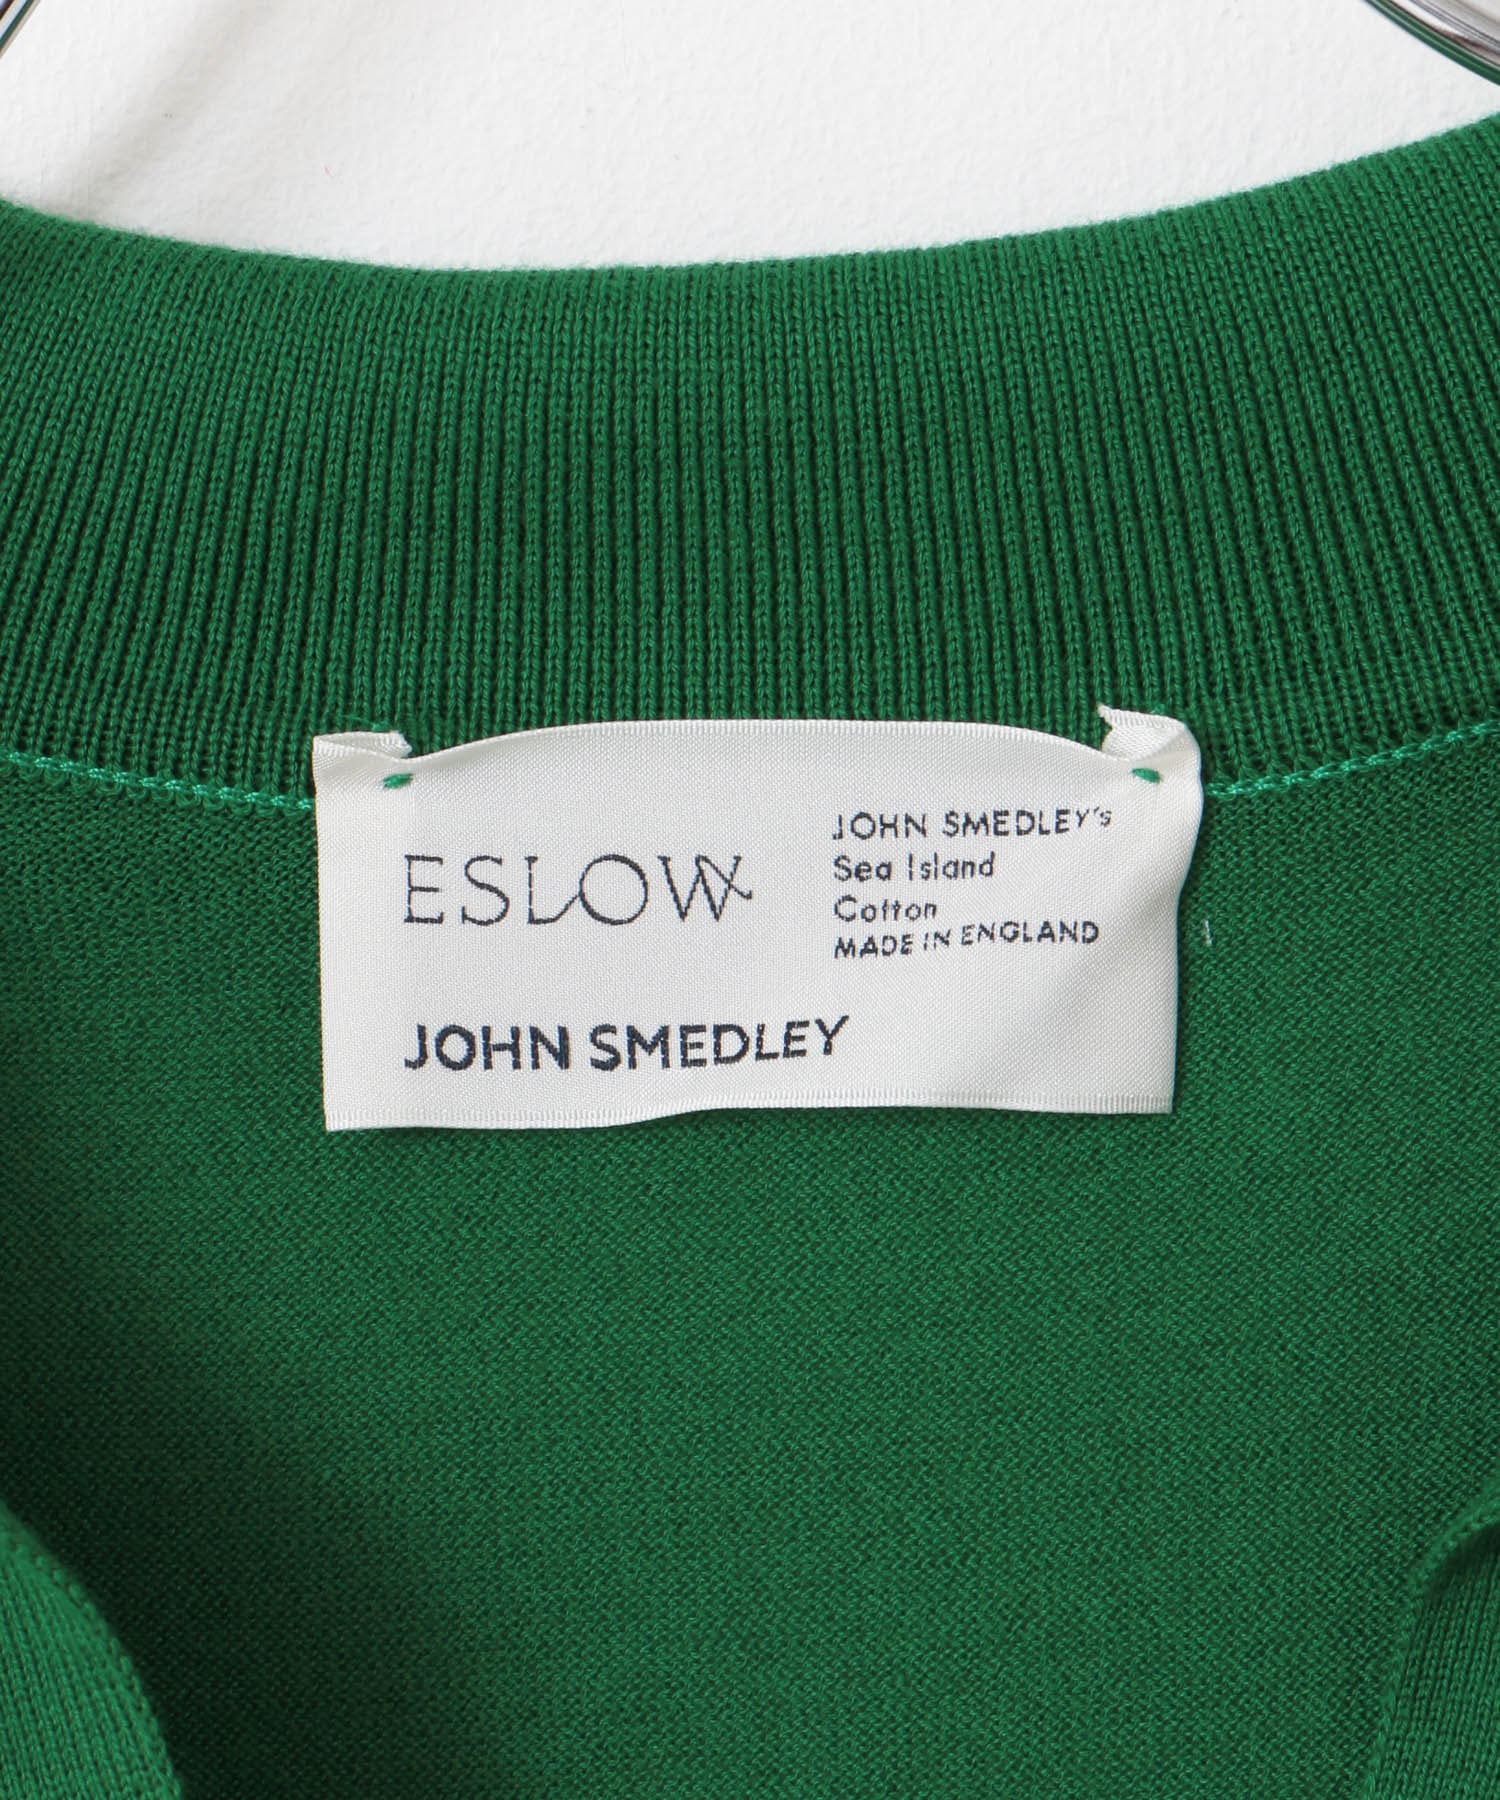 ESLOW
JOHN SMEDLEY's
Sea Island
Cotton
MADE IN ENGLAND
JOHN SMEDLEY